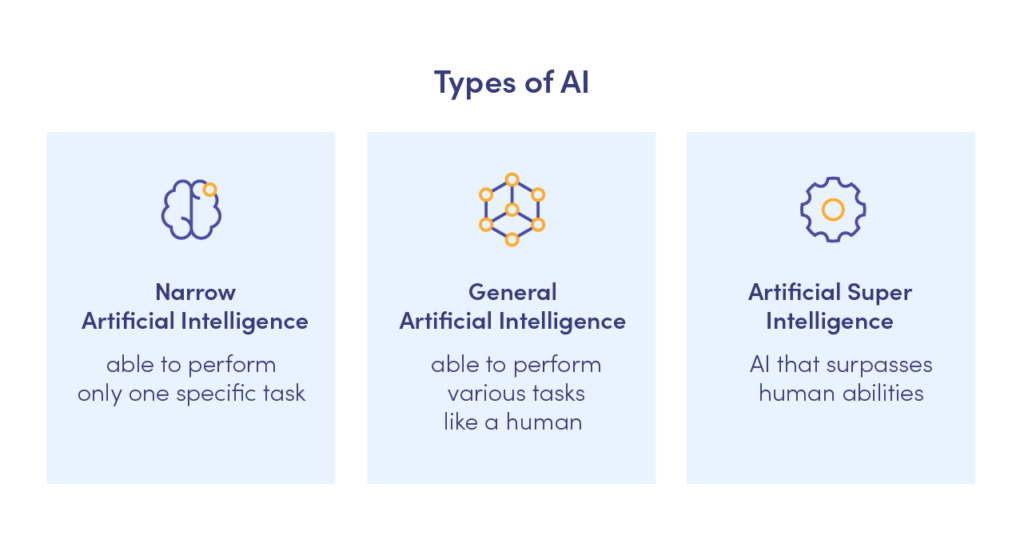 Types of AI
Narrow
Artificial Intelligence
able to perform
only one specific task
General
Artificial Intelligence
able to perform
various tasks
like a human
Artificial Super
Intelligence
AI that surpasses
human abilities